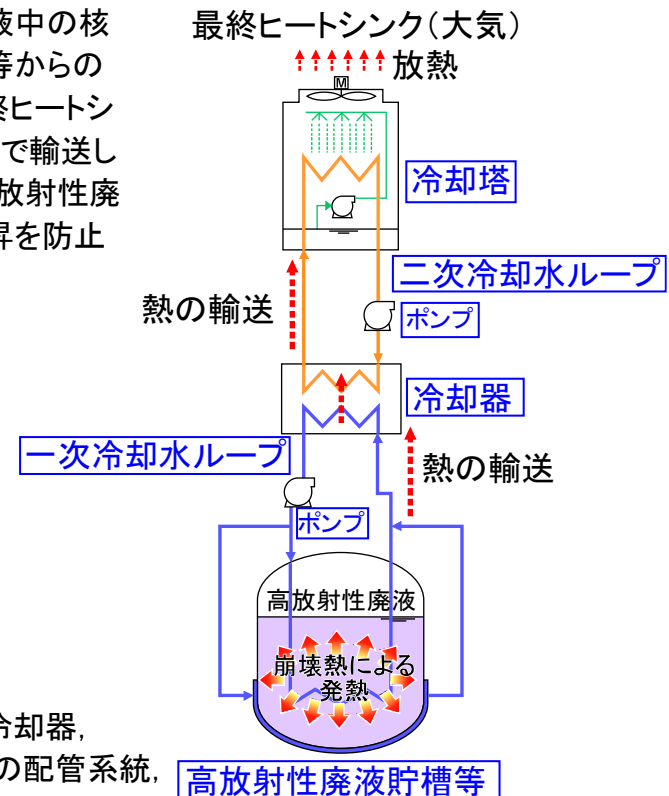 液中の核
等からの
終ヒートシ
で輸送し
放射性廃
昇を防止
最終ヒートシンク（大気）
放熱
M
冷却塔
二次冷却水ループ
熱の輸送
ポンプ
冷却器
一次冷却水ループ
熱の輸送
ポンプ
高放射性廃液
崩壊熱による
発熱
冷却器，
の配管系統，
高放射性廃液貯槽等